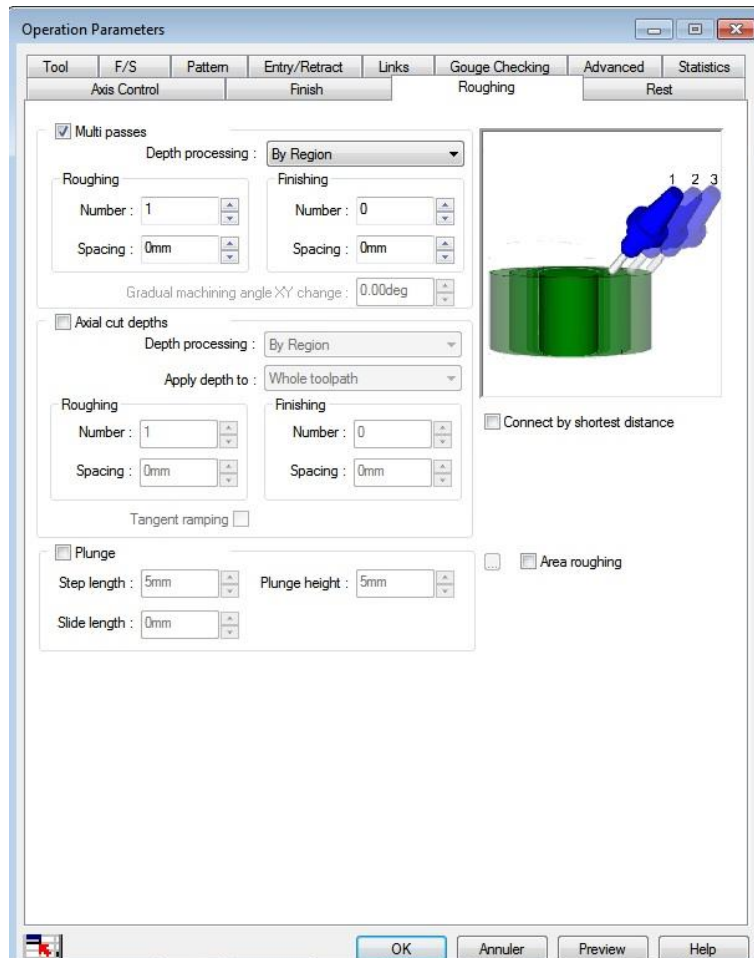 Operation Parameters
Tool F/S Pattern Entry/Retract Links Gouge Checking Advanced Statistics
Axis Control Finish Roughing Rest
Multi passes
Depth processing : By Region
Roughing Finishing
Number : 1 Number : 0
Spacing : 0mm Spacing : 0mm
Gradual machining angle XY change : 0.00deg
1 2 3
Axial cut depths
Depth processing : By Region
Apply depth to : Whole toolpath
Roughing Finishing
Number : 1 Number : 0
Spacing : 0mm Spacing : 0mm
Connect by shortest distance
Tangent ramping
Plunge
Step length : 5mm Plunge height : 5mm
... Area roughing
Slide length : 0mm
OK Annuler Preview Help